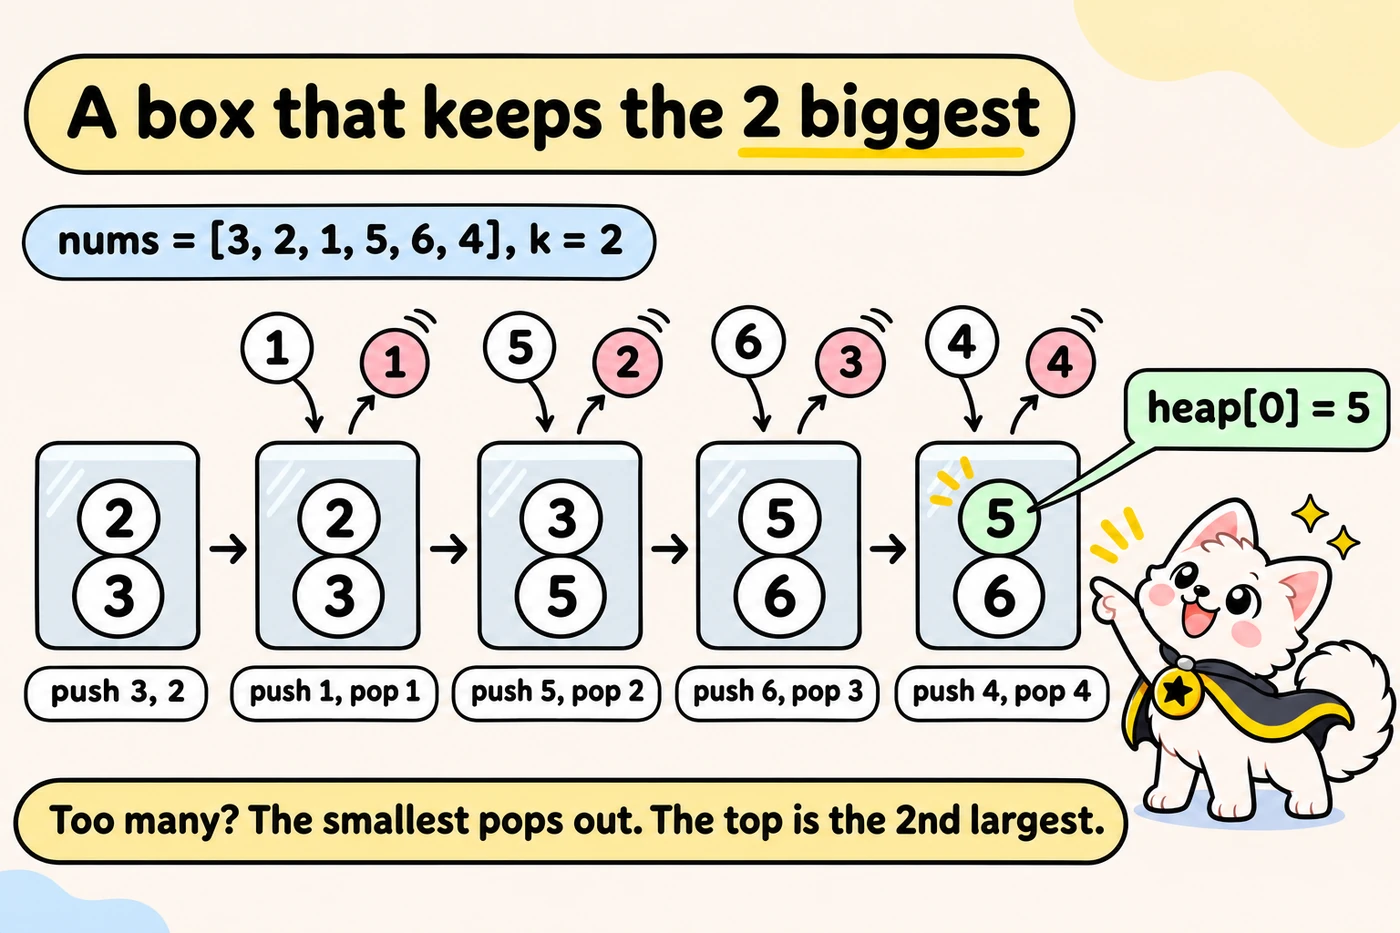 A box that keeps the 2 biggest
nums = [3, 2, 1, 5, 6, 4], k = 2
1 1 5 2 6 3 4 4
heap[0] = 5
2 2 3 5 5
3 3 5 6 6
push 3, 2
push 1, pop 1
push 5, pop 2
push 6, pop 3
push 4, pop 4
Too many? The smallest pops out. The top is the 2nd largest.